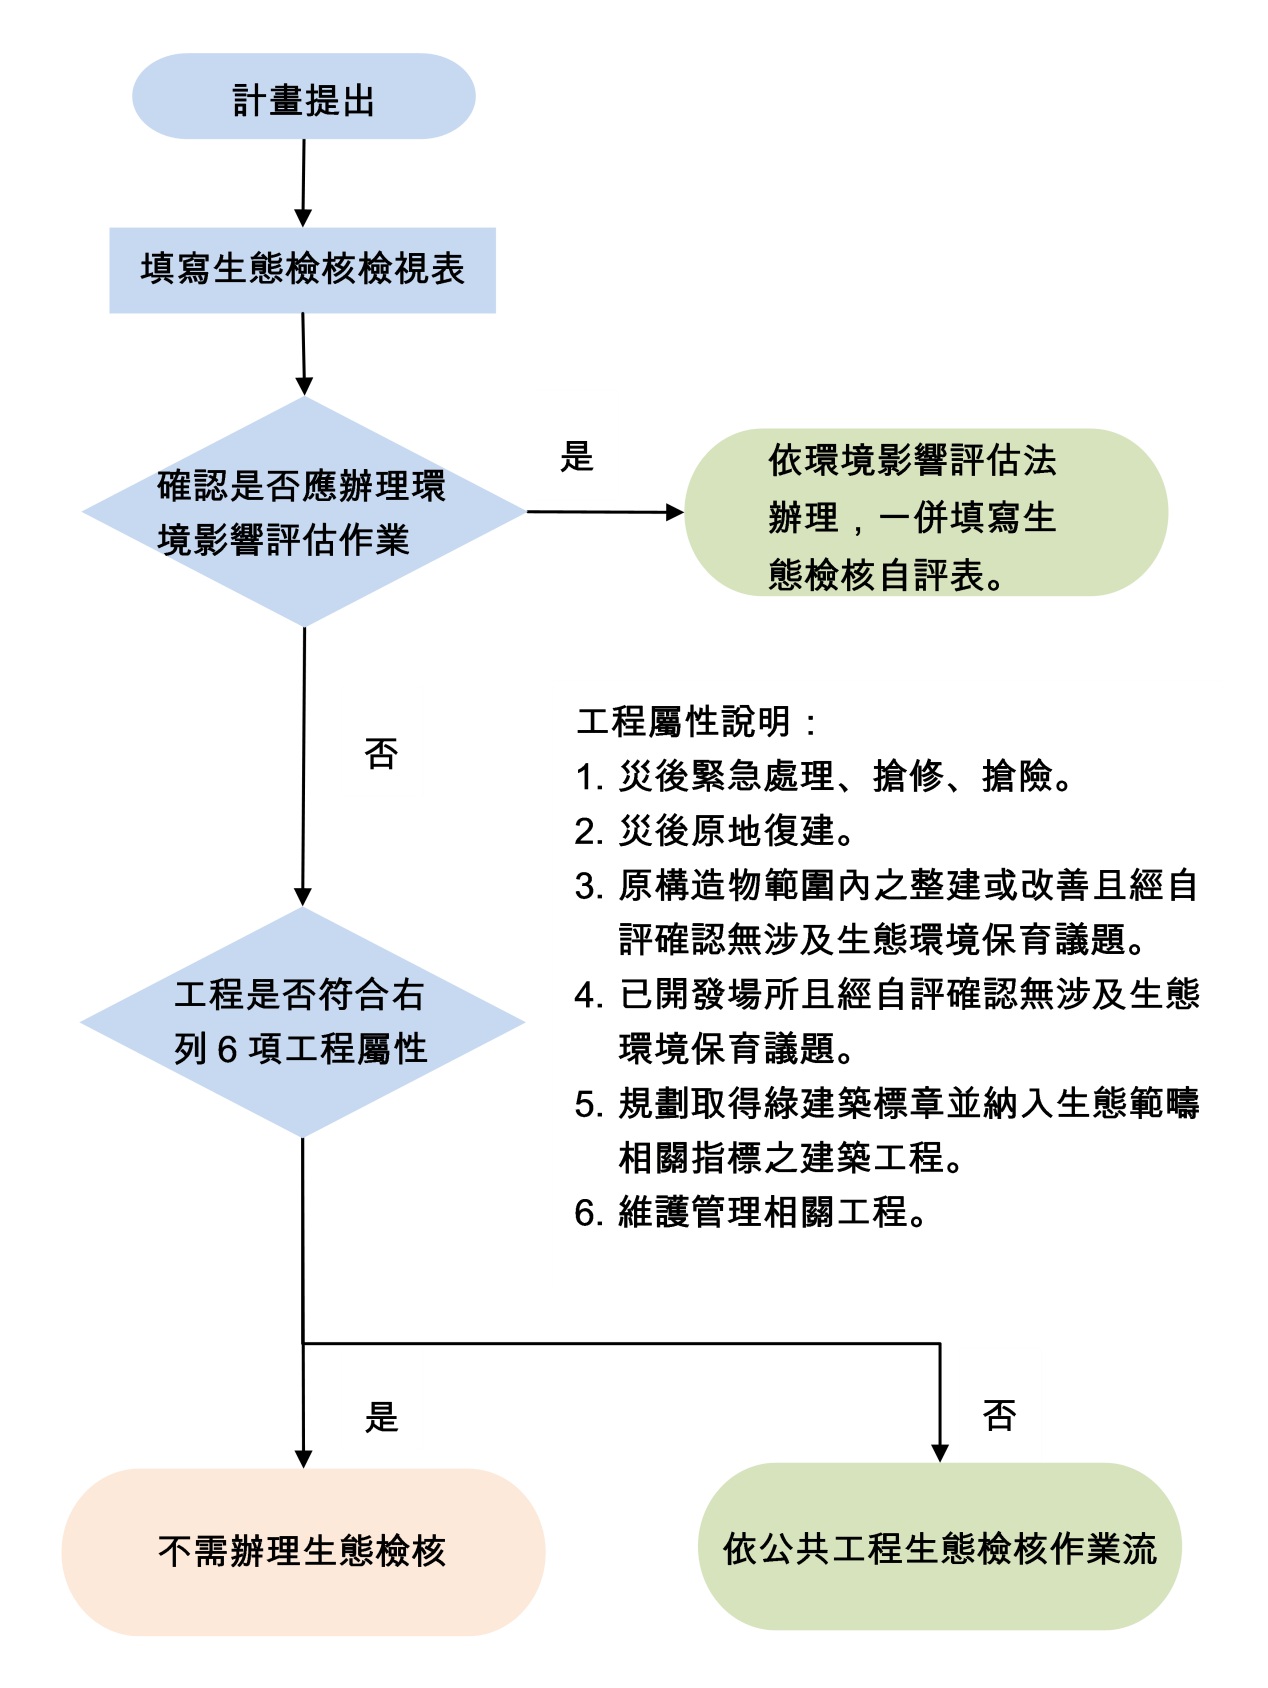 計畫提出
填寫生態檢核檢視表
確認是否應辦理環
境影響評估作業
是
依環境影響評估法
辦理，一併填寫生
態檢核自評表。
否
工程屬性說明：
1. 災後緊急處理、搶修、搶險。
2. 災後原地復建。
3. 原構造物範圍內之整建或改善且經自
評確認無涉及生態環境保育議題。
4. 已開發場所且經自評確認無涉及生態
環境保育議題。
5. 規劃取得綠建築標章並納入生態範疇
相關指標之建築工程。
6. 維護管理相關工程。
工程是否符合右
列 6 項工程屬性
是
否
不需辦理生態檢核
依公共工程生態檢核作業流